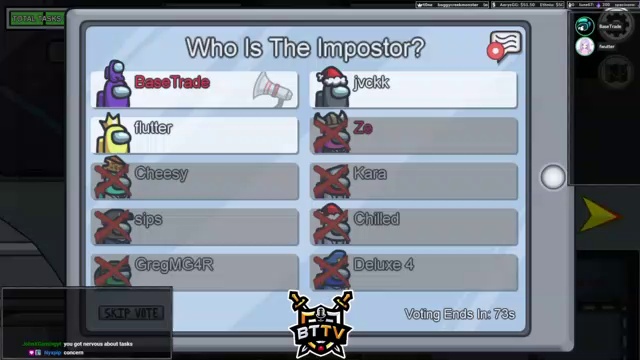 TOTAL TASKS
Who Is The Impostor?
BaseTrade
jvckk
flutter
Ze
Cheesy
Kara
sips
Chilled
GregMG4R
Deluxe 4
SKIP VOTE
Voting Ends In: 73s
BTTV
you got nervous about tasks
concern
BaseTrade
flutter